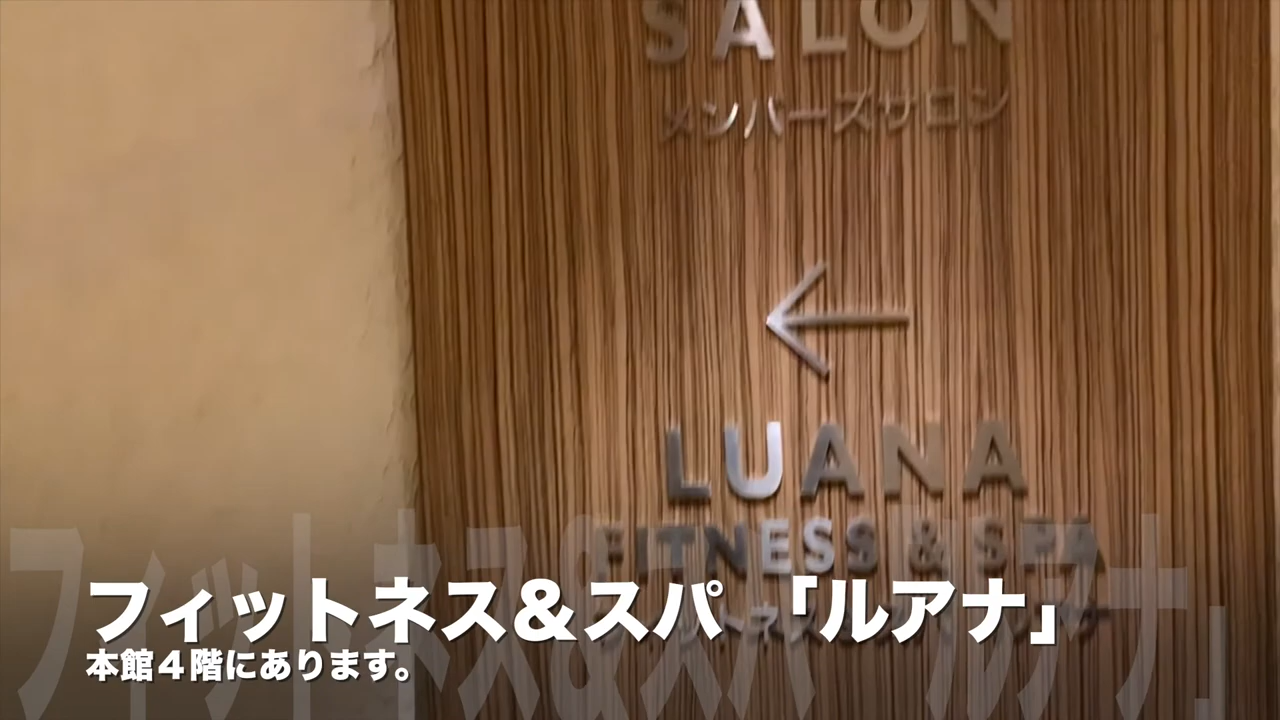 SALON
メンバーズサロン
←
LUANA
FITNESS & SPA
フィットネス&スパ 「ルアナ」
本館４階にあります。